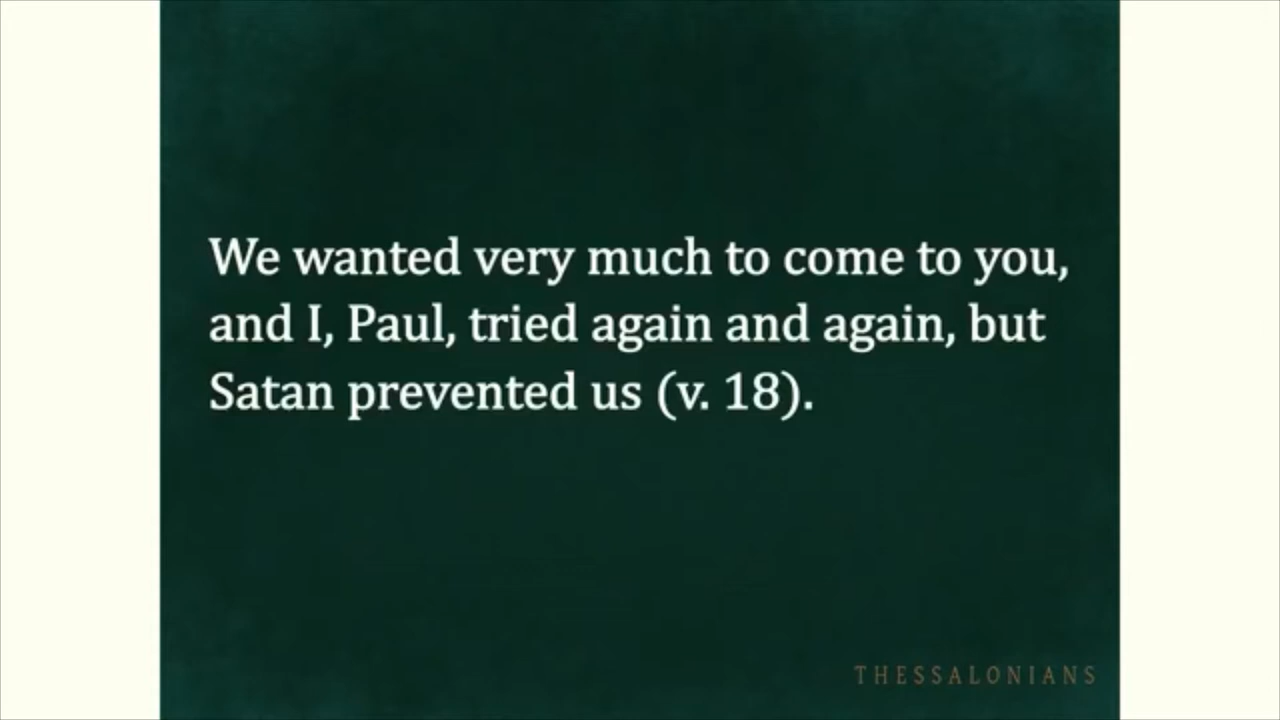 We wanted very much to come to you,
and I, Paul, tried again and again, but
Satan prevented us (v. 18).
THESSALONIANS